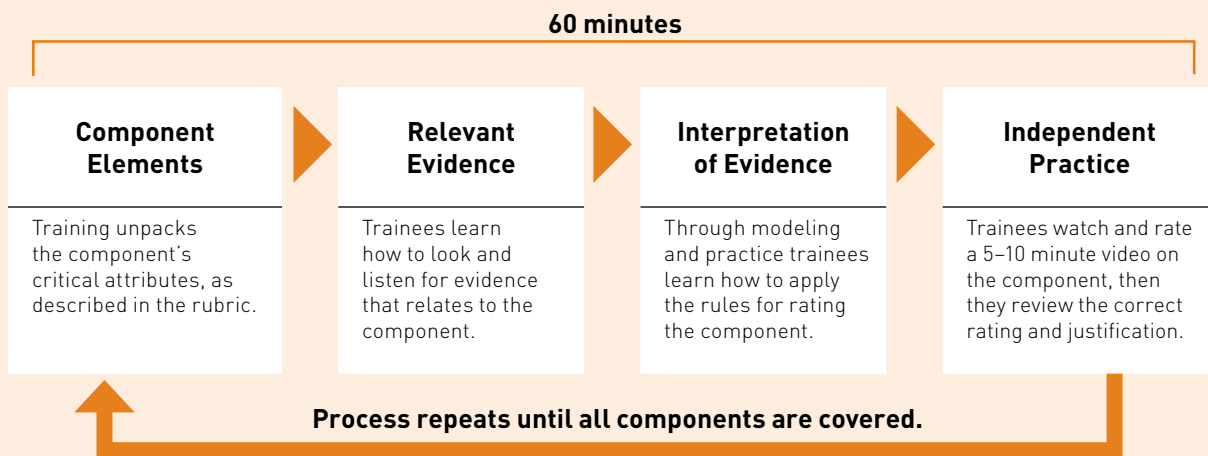 60 minutes
Component
Elements
Training unpacks
the component's
critical attributes, as
described in the rubric.
Relevant
Evidence
Trainees learn
how to look and
listen for evidence
that relates to the
component.
Interpretation
of Evidence
Through modeling
and practice trainees
learn how to apply
the rules for rating
the component.
Independent
Practice
Trainees watch and rate
a 5–10 minute video on
the component, then
they review the correct
rating and justification.
Process repeats until all components are covered.